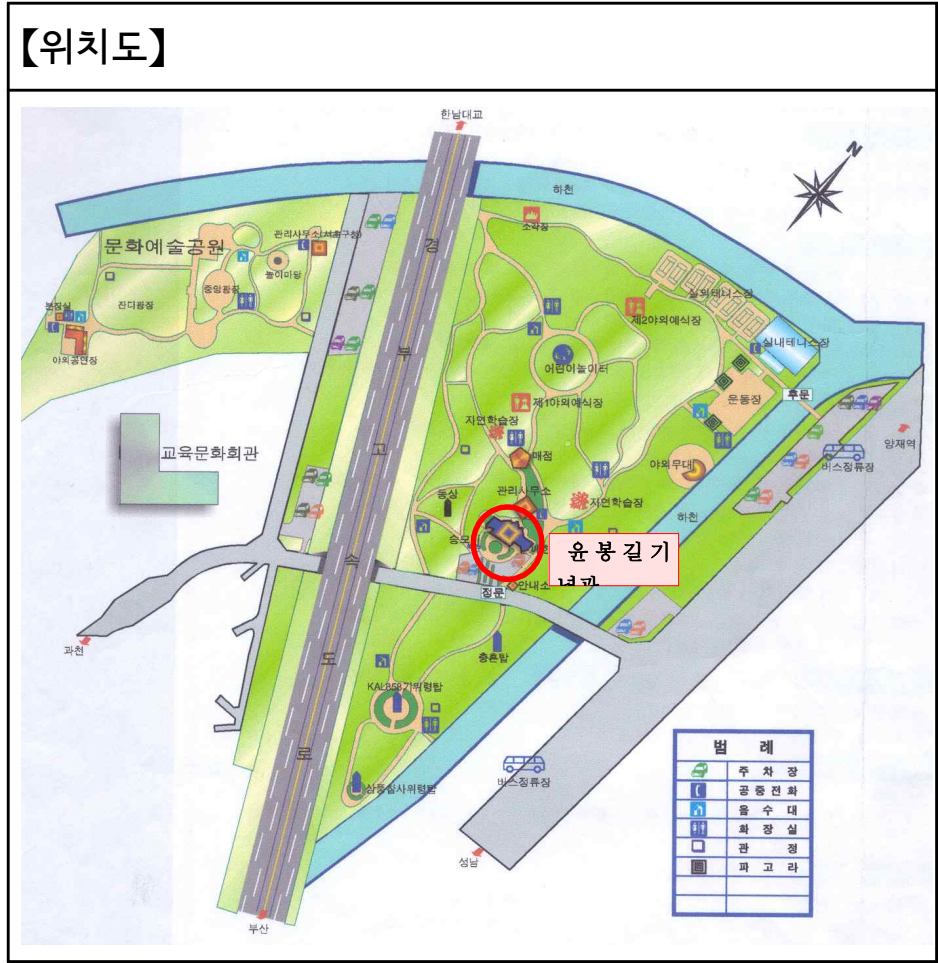 【위치도】
한남대교
N
하천
소각장
경
문화예술공원
관리사무소(서초구청)
놀이마당
중앙광장
잔디광장
분장실
야외공연장
부
실외테니스장
제2야외예식장
실내테니스장
어린이놀이터
운동장
후문
제1야외예식장
자연학습장
양재역
고
교육문화회관
매점
야외무대
버스정류장
관리사무소
동상
자연학습장
하천
윤봉길기
속
안내소
정문
과천
충혼탑
도
KAL858기위령탑
로
버스정류장
삼풍참사위령탑
성남
부산
범 례
주 차 장
공중전화
음 수 대
화 장 실
관 정
파 고 라